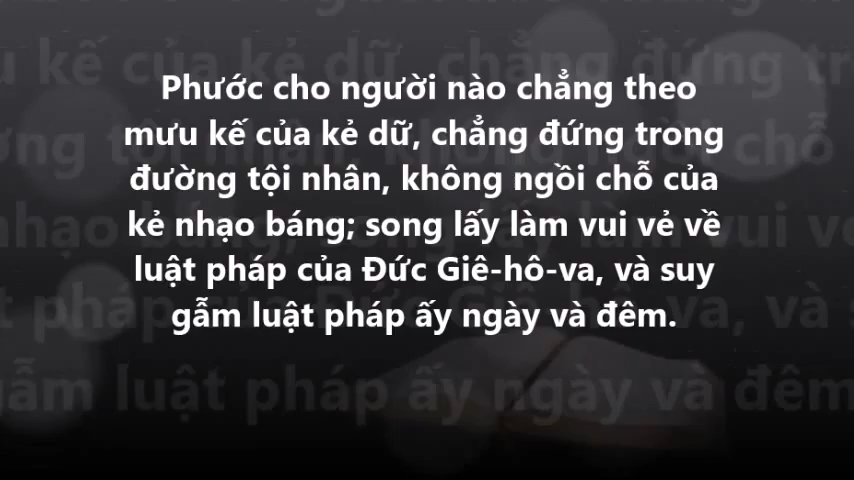 Phước cho người nào chẳng theo
mưu kế của kẻ dữ, chẳng đứng trong
đường tội nhân, không ngồi chỗ của
kẻ nhạo báng; song lấy làm vui vẻ về
luật pháp của Đức Giê-hô-va, và suy
gẫm luật pháp ấy ngày và đêm.